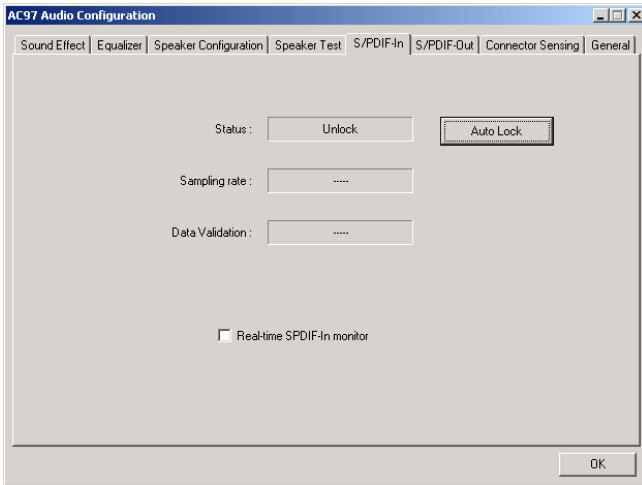 AC97 Audio Configuration
Sound Effect Equalizer Speaker Configuration Speaker Test S/PDIF-In S/PDIF-Out Connector Sensing General
Status : Unlock Auto Lock
Sampling rate : -----
Data Validation : -----
Real-time SPDIF-In monitor
OK